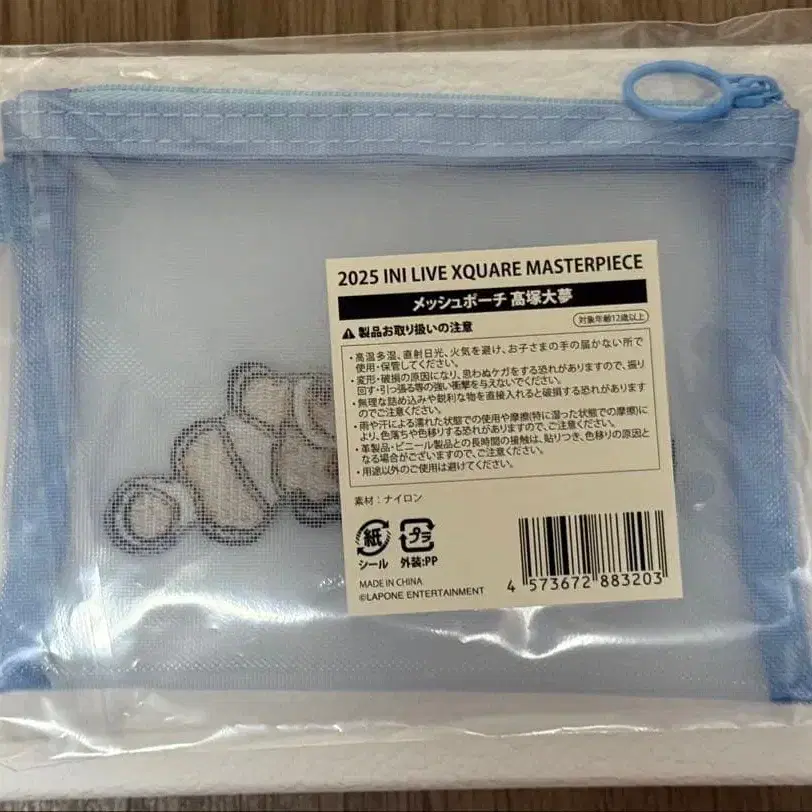 2025 INI LIVE XQUARE MASTERPIECE
メッシュポーチ 髙塚大夢
対象年齢12歳以上
製品お取り扱いの注意
・高温多湿、直射日光、火気を避け、お子さまの手の届かない所で
使用・保管してください。
・変形・破損の原因になり、思わぬケガをする恐れがありますので、振り
回す・引っ張る等の強い衝撃を与えないでください。
・無理な詰め込みや鋭利な物を直接入れると破損する恐れがあります
のでご注意ください。
・雨や汗による濡れた状態での使用や摩擦(特に湿った状態での摩擦)に
より、色落ちや色移りする恐れがありますので、ご注意ください。
・革製品・ビニール製品との長時間の接触は、貼りつき、色移りの原因と
なる場合がございますので、ご注意ください。
・用途以外のご使用は避けてください。
素材：ナイロン
紙
プラ
シール
外装:PP
MADE IN CHINA
©LAPONE ENTERTAINMENT
4 573672 883203